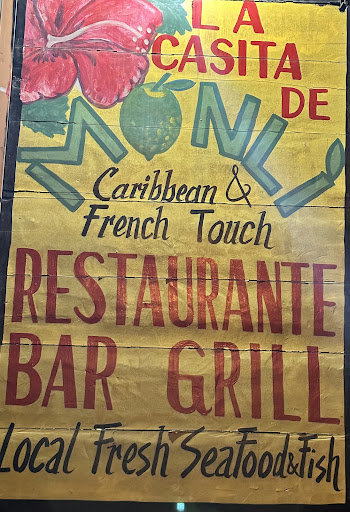 LA
CASITA
DE
MONLI
Caribbean &
French Touch
RESTAURANTE
BAR GRILL
Local Fresh SeaFood & Fish